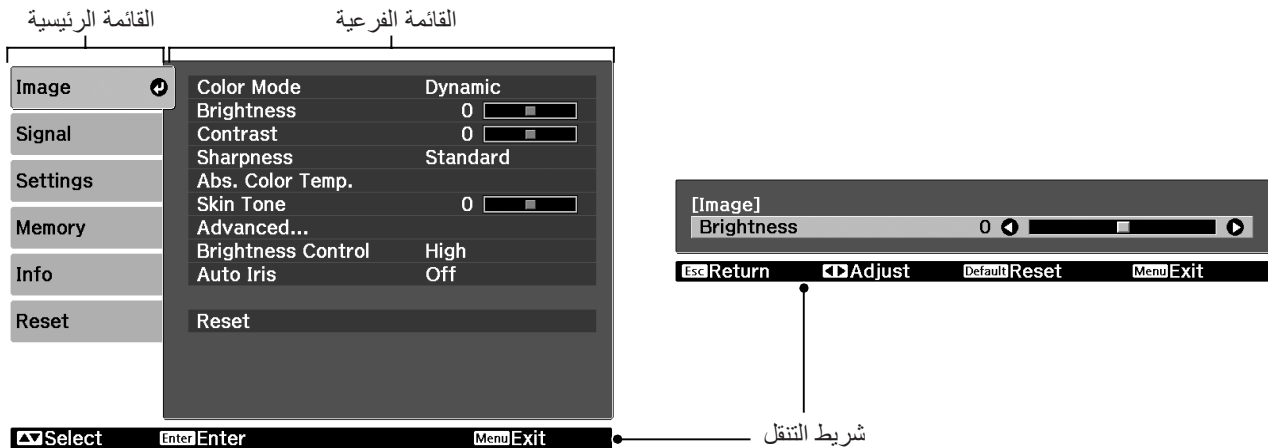 القائمة الرئيسية
القائمة الفرعية
Image
Signal
Settings
Memory
Info
Reset
Color Mode Dynamic
Brightness 0
Contrast 0
Sharpness Standard
Abs. Color Temp.
Skin Tone 0
Advanced...
Brightness Control High
Auto Iris Off
Reset
Select Enter Enter Menu Exit
[Image]
Brightness 0
Esc Return Adjust Default Reset Menu Exit
شريط التنقل